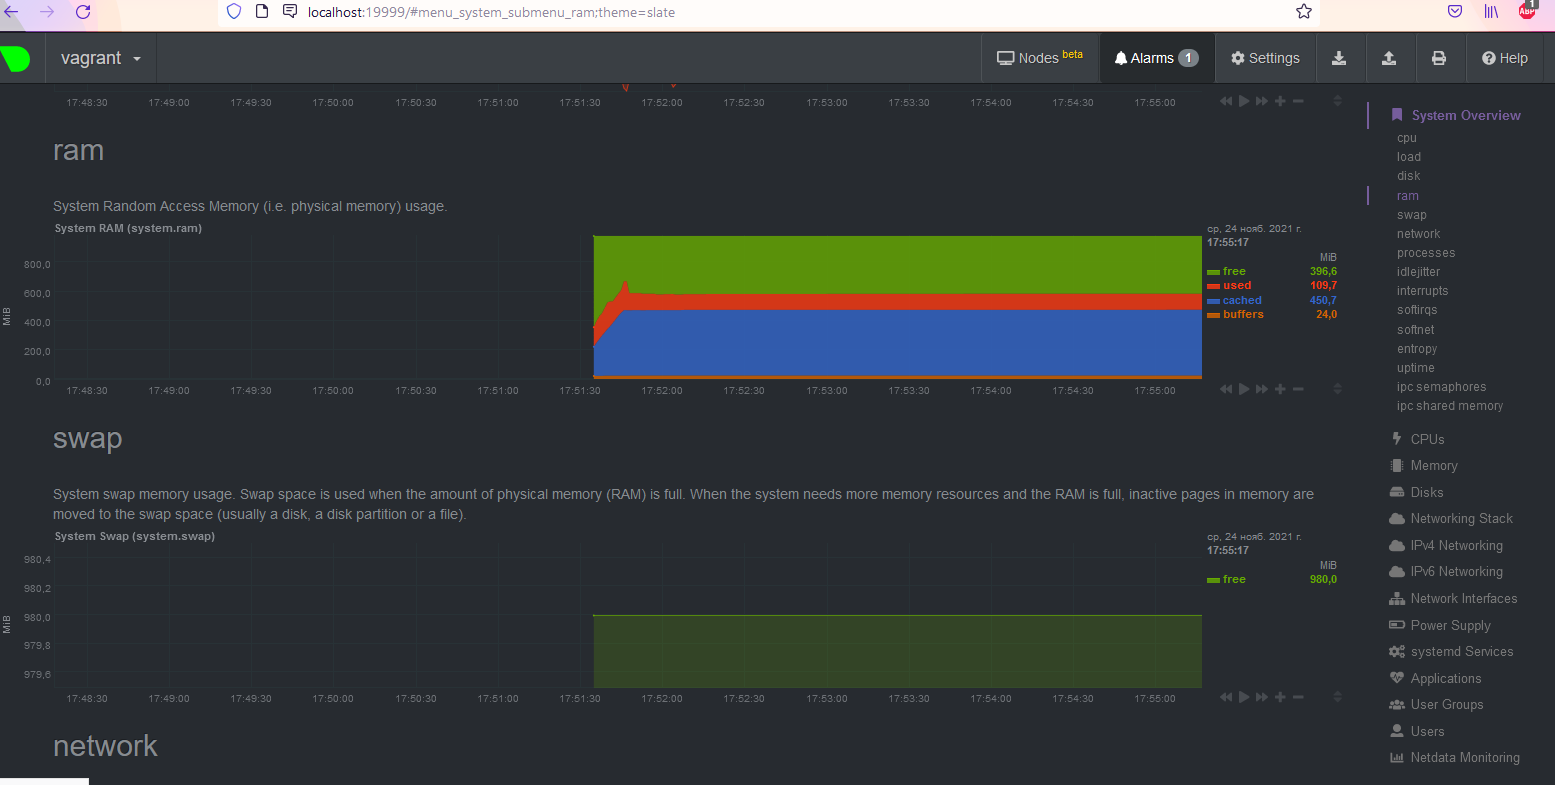 localhost:19999/#menu_system_submenu_ram;theme=slate
ABP
1
vagrant
Nodes beta
Alarms 1
Settings
Help
17:48:30 17:49:00 17:49:30 17:50:00 17:50:30 17:51:00 17:51:30 17:52:00 17:52:30 17:53:00 17:53:30 17:54:00 17:54:30 17:55:00
ram
System Random Access Memory (i.e. physical memory) usage.
System RAM (system.ram)
ср, 24 нояб. 2021 г.
17:55:17
MiB
free 396,6
used 109,7
cached 450,7
buffers 24,0
MiB
800,0
600,0
400,0
200,0
0,0
17:48:30 17:49:00 17:49:30 17:50:00 17:50:30 17:51:00 17:51:30 17:52:00 17:52:30 17:53:00 17:53:30 17:54:00 17:54:30 17:55:00
swap
System swap memory usage. Swap space is used when the amount of physical memory (RAM) is full. When the system needs more memory resources and the RAM is full, inactive pages in memory are
moved to the swap space (usually a disk, a disk partition or a file).
System Swap (system.swap)
ср, 24 нояб. 2021 г.
17:55:17
MiB
free 980,0
MiB
980,4
980,2
980,0
979,8
979,6
17:48:30 17:49:00 17:49:30 17:50:00 17:50:30 17:51:00 17:51:30 17:52:00 17:52:30 17:53:00 17:53:30 17:54:00 17:54:30 17:55:00
network
System Overview
cpu
load
disk
ram
swap
network
processes
idlejitter
interrupts
softirqs
softnet
entropy
uptime
ipc semaphores
ipc shared memory
CPUs
Memory
Disks
Networking Stack
IPv4 Networking
IPv6 Networking
Network Interfaces
Power Supply
systemd Services
Applications
User Groups
Users
Netdata Monitoring